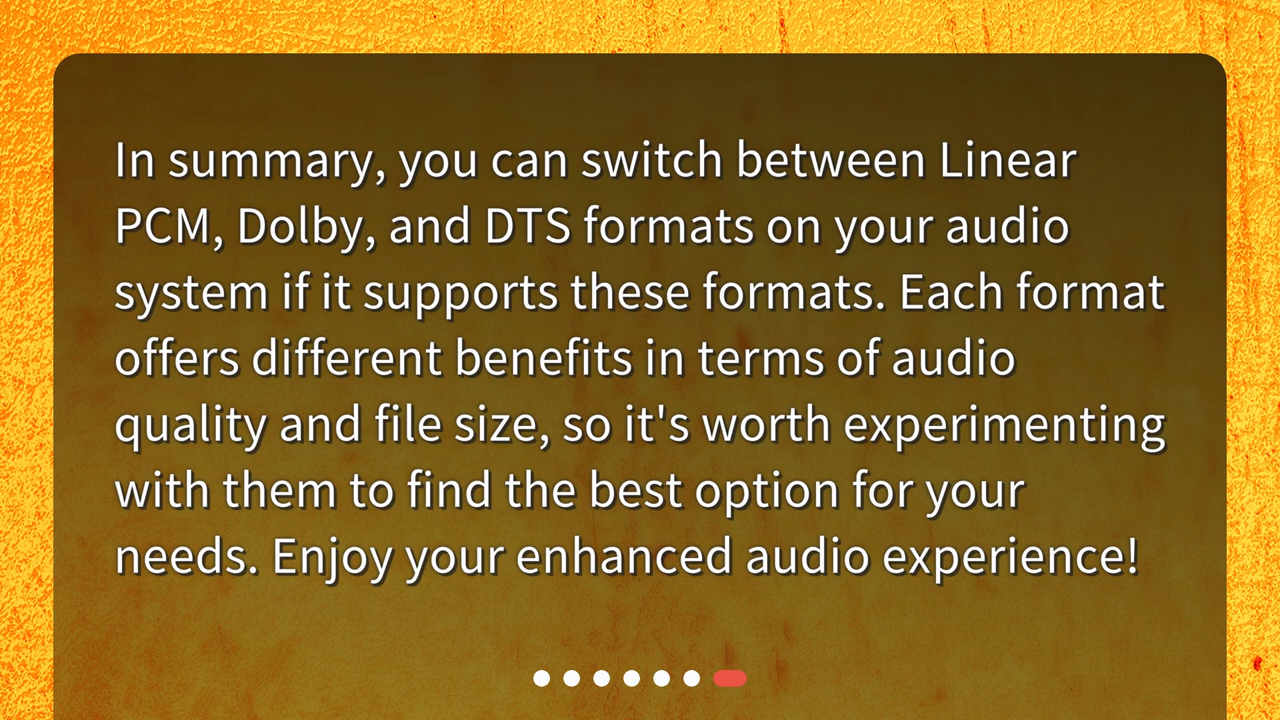 In summary, you can switch between Linear
PCM, Dolby, and DTS formats on your audio
system if it supports these formats. Each format
offers different benefits in terms of audio
quality and file size, so it's worth experimenting
with them to find the best option for your
needs. Enjoy your enhanced audio experience!